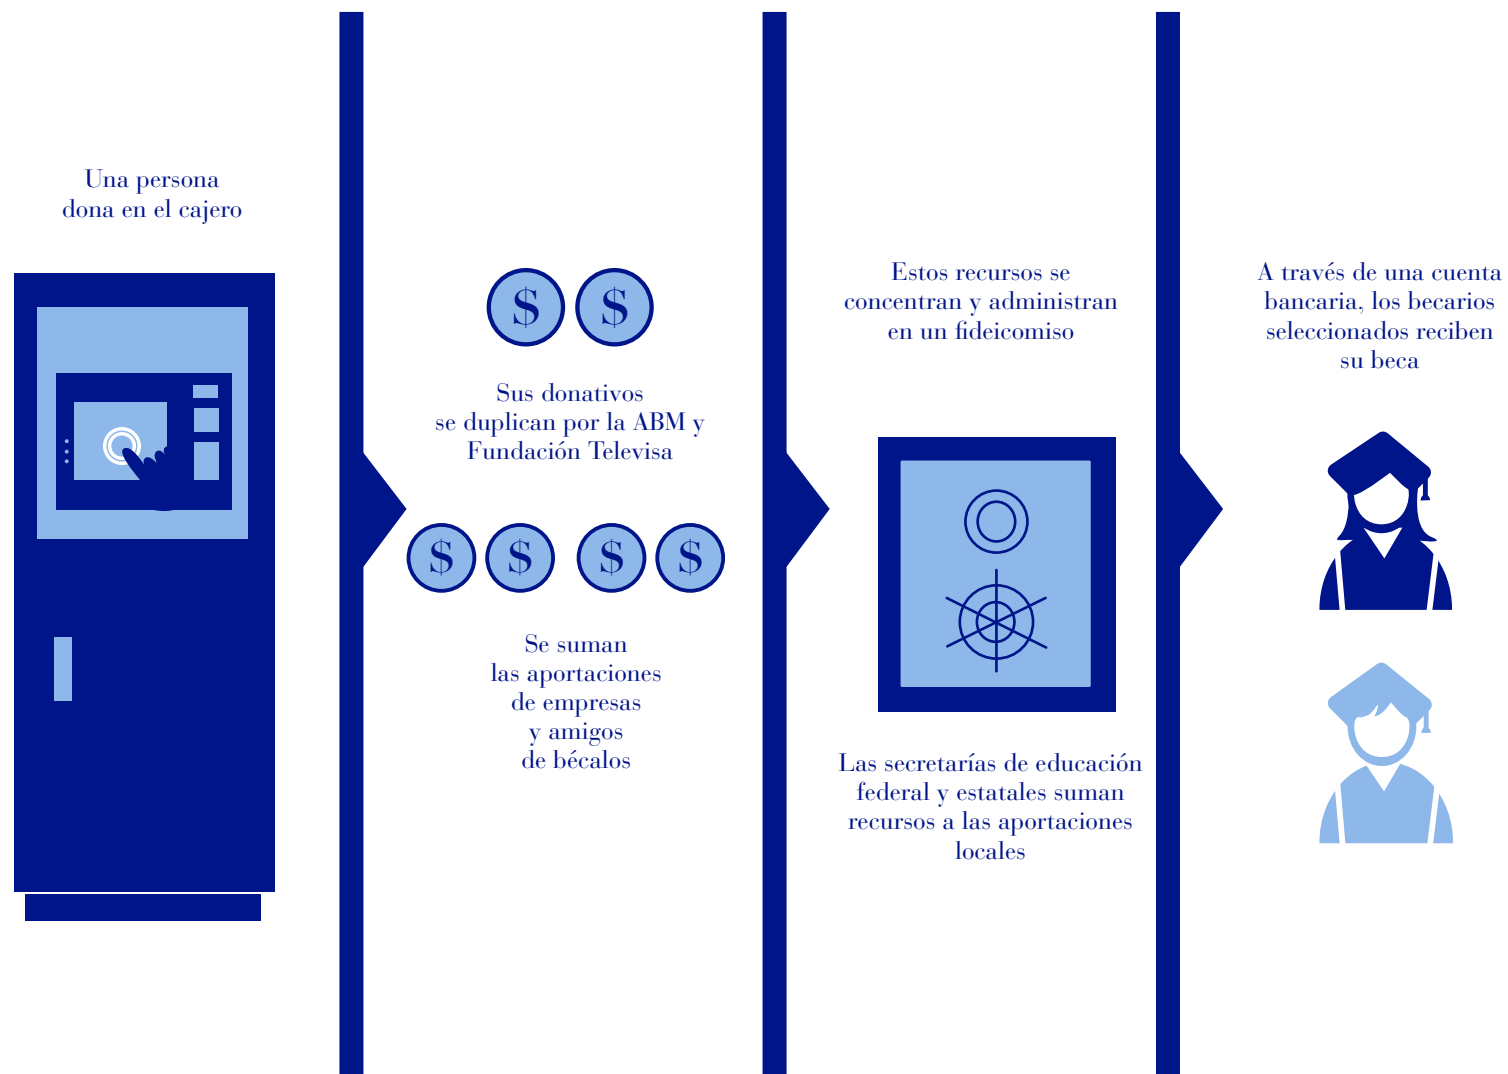 Una persona
dona en el cajero
$ $
Sus donativos
se duplican por la ABM y
Fundación Televisa
$ $ $ $
Se suman
las aportaciones
de empresas
y amigos
de bécalos
Estos recursos se
concentran y administran
en un fideicomiso
Las secretarías de educación
federal y estatales suman
recursos a las aportaciones
locales
A través de una cuenta
bancaria, los becarios
seleccionados reciben
su beca